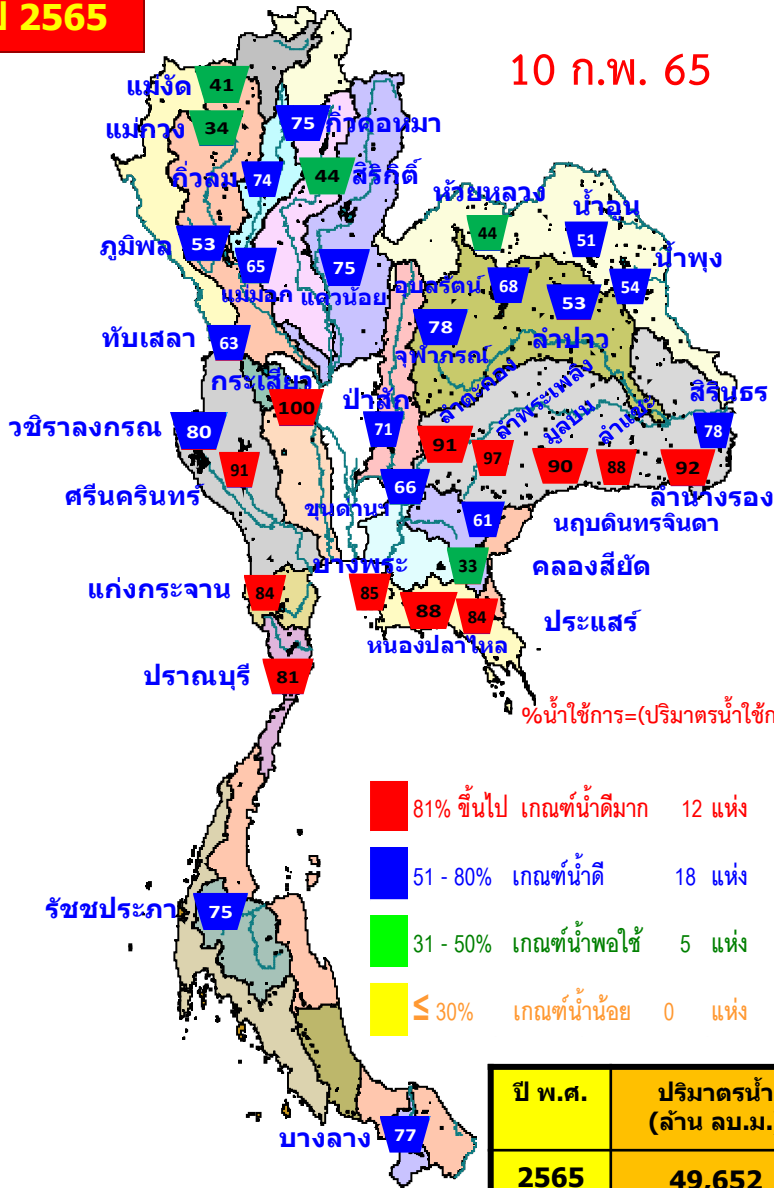 ปี 2565
10 ก.พ. 65
แม่งัด
41
แม่กวง
34
75
กิ่วคอหมา
กิ่วลม
74
44
สิริกิติ์
ห้วยหลวง
44
น้ำอูน
51
ภูมิพล
53
65
แม่มอก
75
แควน้อย
อุบลรัตน์
68
53
ลำปาว
54
น้ำพุง
78
จุฬาภรณ์
ทับเสลา
63
กระเสียว
100
ป่าสัก
71
ลำตะคอง
91
ลำพระเพลิง
97
มูลบน
90
ลำแชะ
88
สิรินธร
78
92
ลำนางรอง
วชิราลงกรณ
80
91
ศรีนครินทร์
66
ขุนด่านฯ
61
นฤบดินทรจินดา
33
คลองสียัด
แก่งกระจาน
84
บางพระ
85
88
หนองปลาไหล
84
ประแสร์
ปราณบุรี
81
%น้ำใช้การ=(ปริมาตรน้ำใช้ก
81% ขึ้นไป เกณฑ์น้ำดีมาก 12 แห่ง
51 - 80% เกณฑ์น้ำดี 18 แห่ง
31 - 50% เกณฑ์น้ำพอใช้ 5 แห่ง
≤ 30% เกณฑ์น้ำน้อย 0 แห่ง
รัชชประภา
75
บางลาง
77
ปี พ.ศ. ปริมาตรน้ำ
(ล้าน ลบ.ม.
2565 49,652